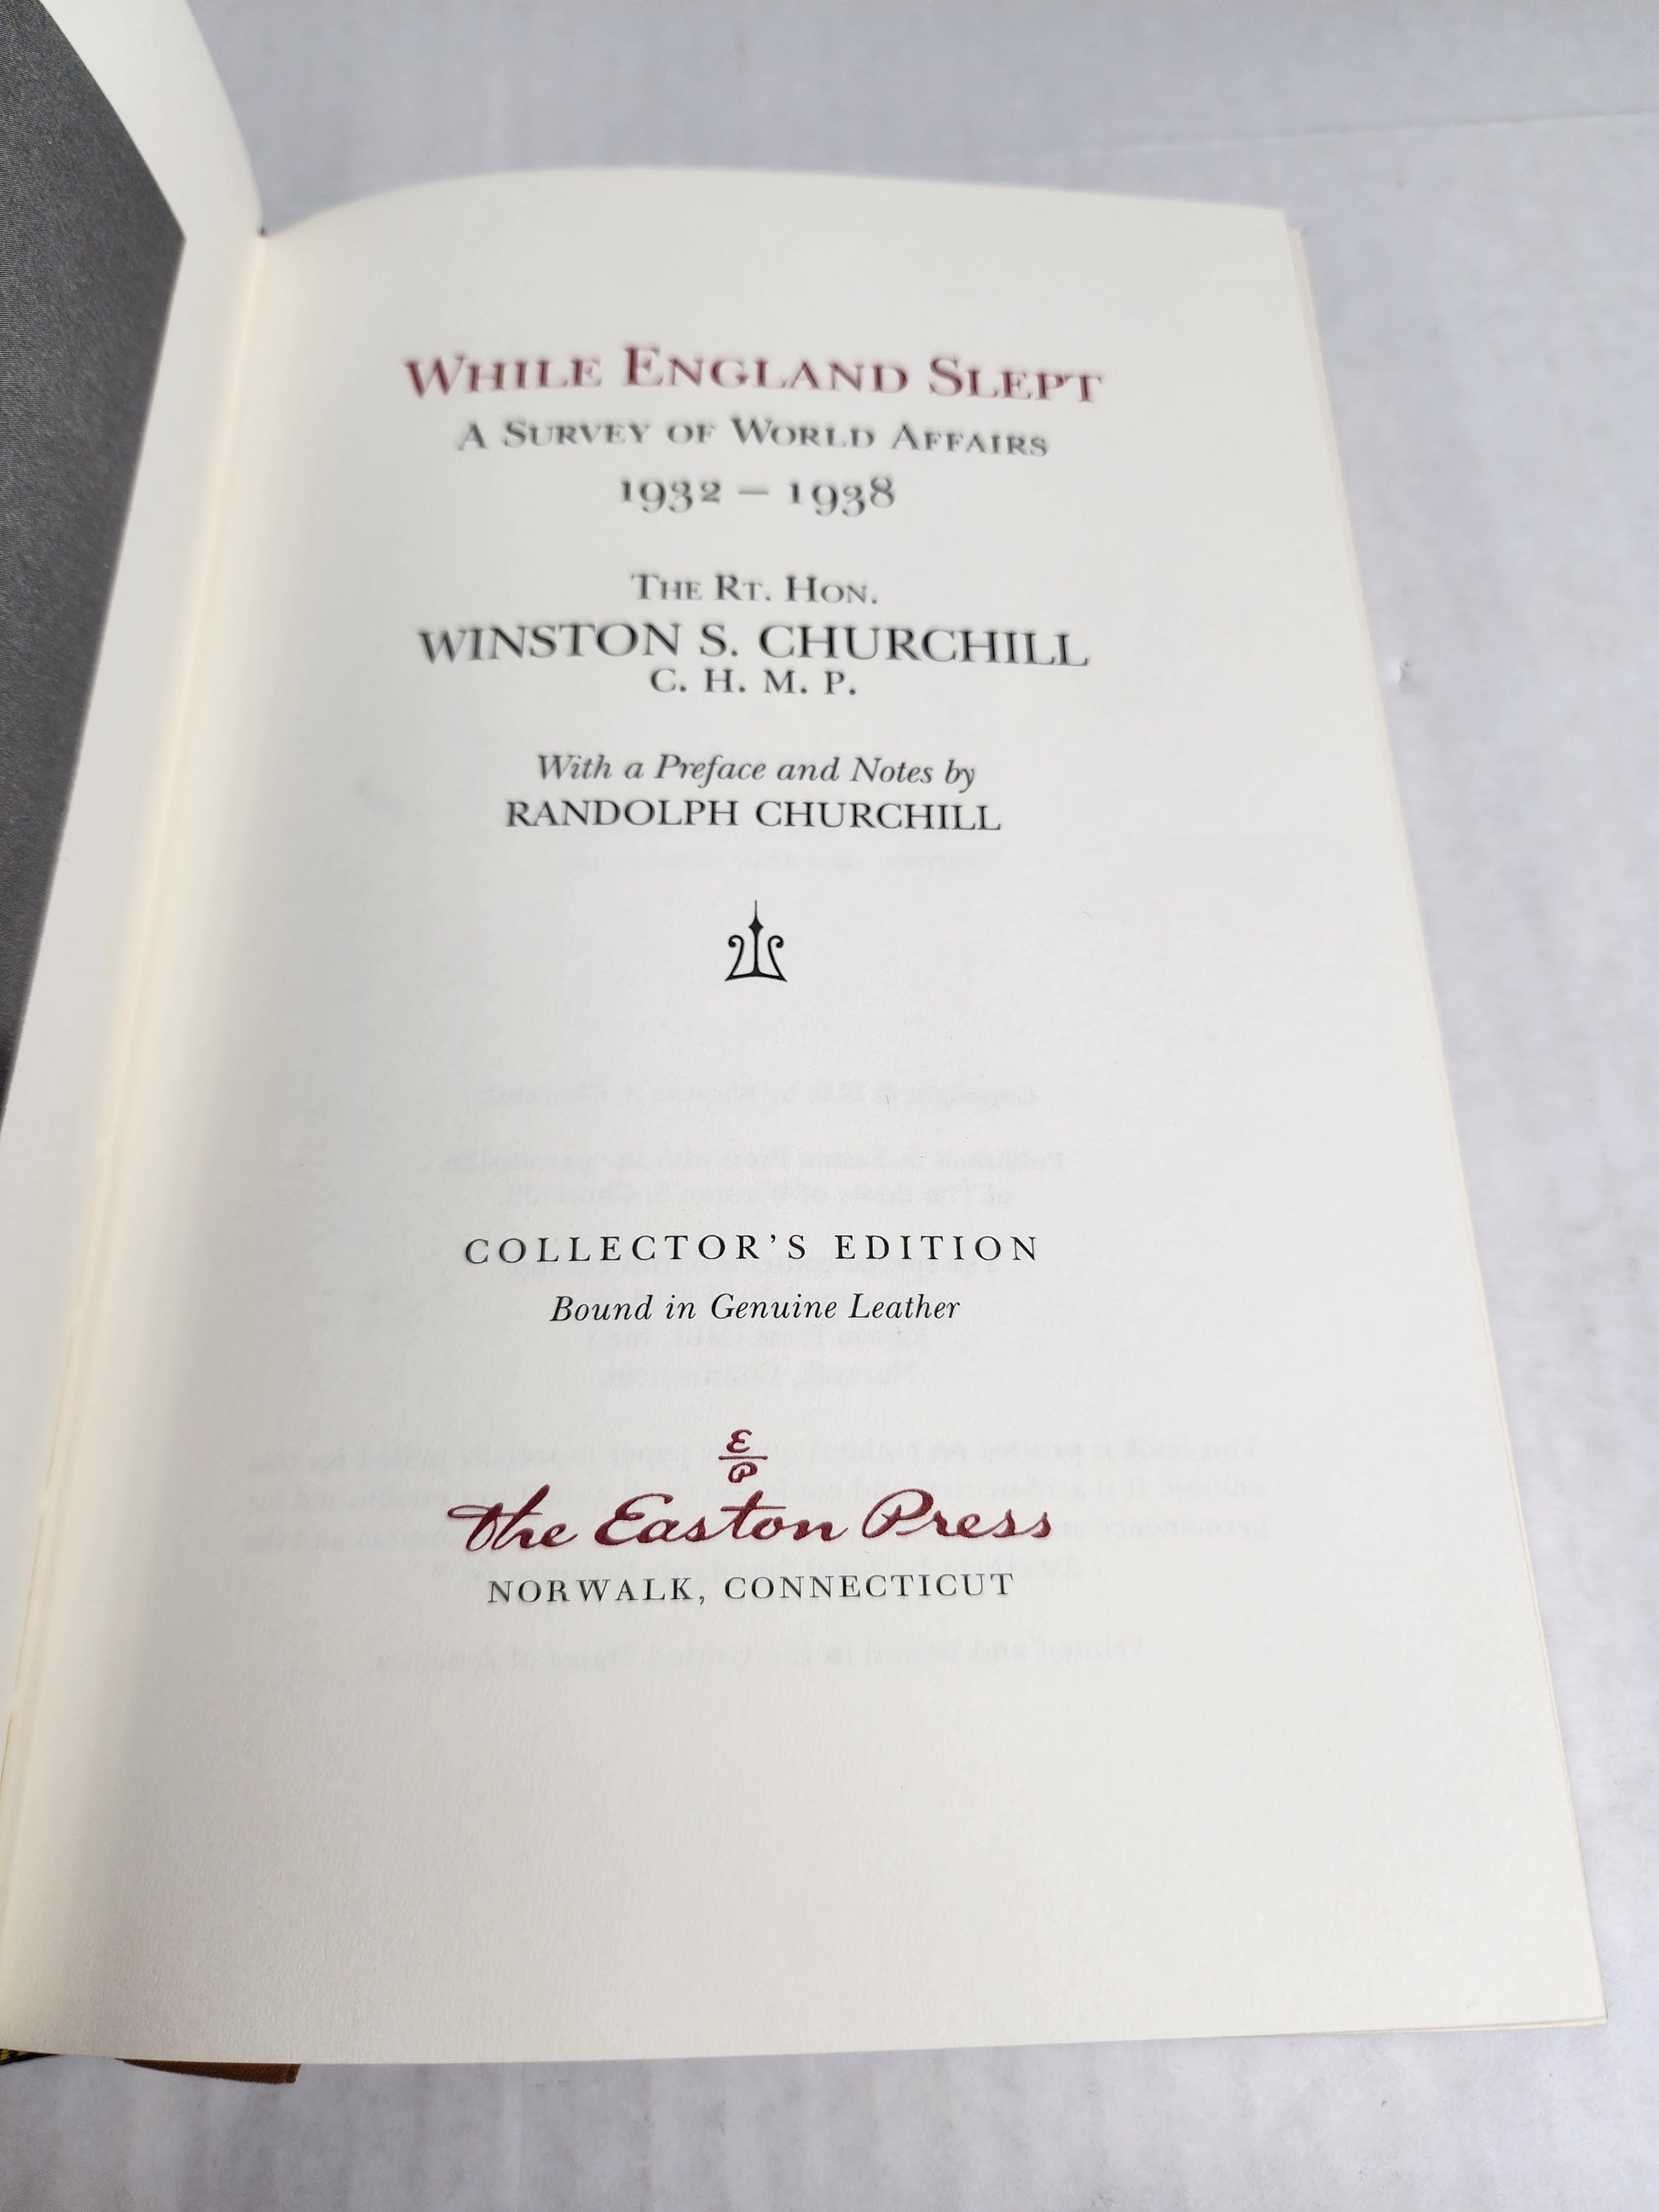 WHILE ENGLAND SLEPT
A SURVEY OF WORLD AFFAIRS
1932 – 1938
THE RT. HON.
WINSTON S. CHURCHILL
C. H. M. P.
With a Preface and Notes by
RANDOLPH CHURCHILL
COLLECTOR'S EDITION
Bound in Genuine Leather
E
P
The Easton Press
NORWALK, CONNECTICUT